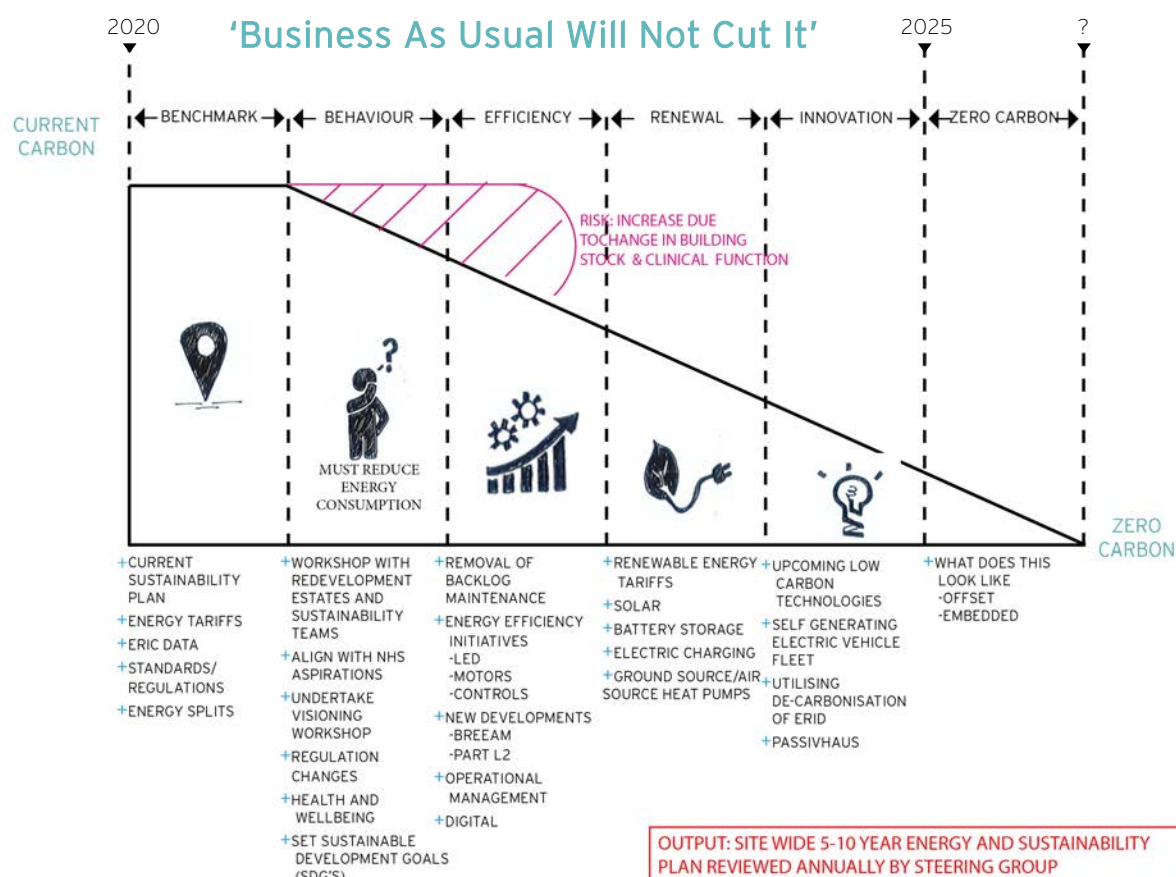 2020
'Business As Usual Will Not Cut It'
2025
?
CURRENT
CARBON
BENCHMARK
BEHAVIOUR
EFFICIENCY
RENEWAL
INNOVATION
ZERO CARBON
RISK: INCREASE DUE
TOCHANGE IN BUILDING
STOCK & CLINICAL FUNCTION
MUST REDUCE
ENERGY
CONSUMPTION
ZERO
CARBON
+CURRENT
SUSTAINABILITY
PLAN
+ENERGY TARIFFS
+ERIC DATA
+STANDARDS/
REGULATIONS
+ENERGY SPLITS
+WORKSHOP WITH
REDEVELOPMENT
ESTATES AND
SUSTAINABILITY
TEAMS
+ALIGN WITH NHS
ASPIRATIONS
+UNDERTAKE
VISIONING
WORKSHOP
+REGULATION
CHANGES
+HEALTH AND
WELLBEING
+SET SUSTAINABLE
DEVELOPMENT GOALS
(SDG'S)
+REMOVAL OF
BACKLOG
MAINTENANCE
+ENERGY EFFICIENCY
INITIATIVES
-LED
-MOTORS
-CONTROLS
+NEW DEVELOPMENTS
-BREEAM
-PART L2
+OPERATIONAL
MANAGEMENT
+DIGITAL
+RENEWABLE ENERGY
TARIFFS
+SOLAR
+BATTERY STORAGE
+ELECTRIC CHARGING
+GROUND SOURCE/AIR
SOURCE HEAT PUMPS
+UPCOMING LOW
CARBON
TECHNOLOGIES
+SELF GENERATING
ELECTRIC VEHICLE
FLEET
+UTILISING
DE-CARBONISATION
OF ERID
+PASSIVHAUS
+WHAT DOES THIS
LOOK LIKE
-OFFSET
-EMBEDDED
OUTPUT: SITE WIDE 5-10 YEAR ENERGY AND SUSTAINABILITY
PLAN REVIEWED ANNUALLY BY STEERING GROUP